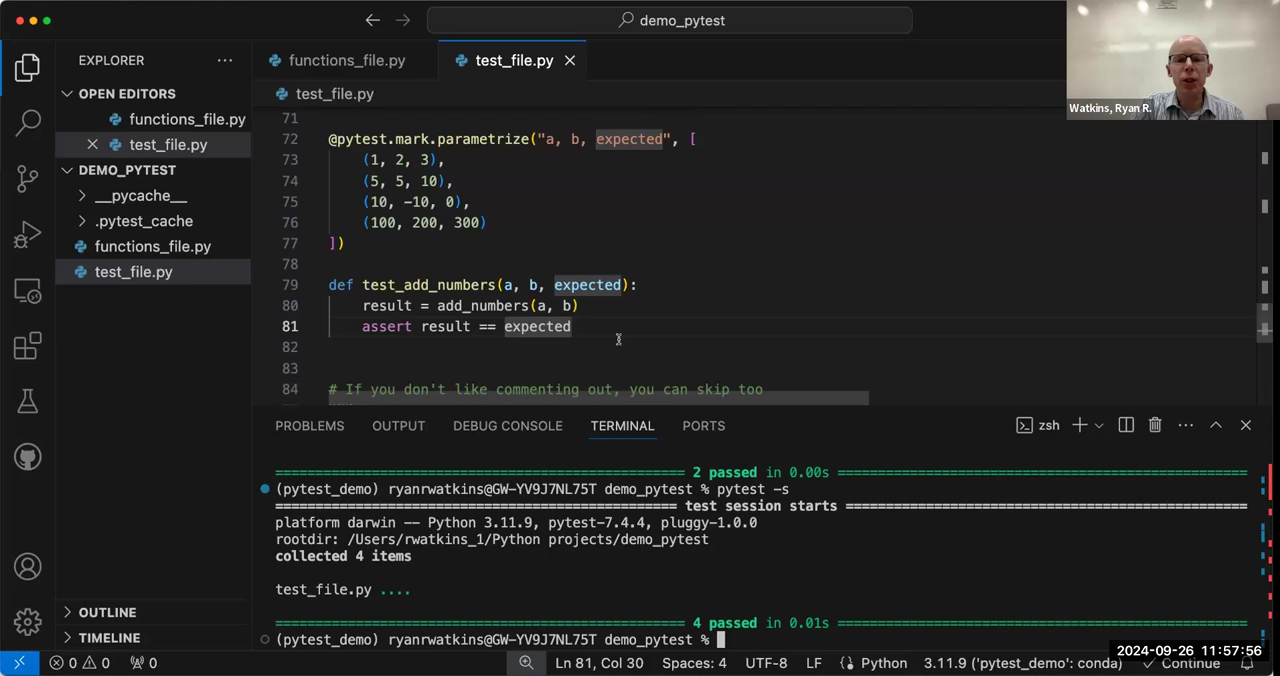 demo_pytest
EXPLORER
functions_file.py
test_file.py
OPEN EDITORS
functions_file.py
test_file.py
DEMO_PYTEST
__pycache__
.pytest_cache
functions_file.py
test_file.py
OUTLINE
TIMELINE
test_file.py
71
72 @pytest.mark.parametrize("a, b, expected", [
73 (1, 2, 3),
74 (5, 5, 10),
75 (10, -10, 0),
76 (100, 200, 300)
77 ])
78
79 def test_add_numbers(a, b, expected):
80 result = add_numbers(a, b)
81 assert result == expected
82
83
84 # If you don't like commenting out, you can skip too
Watkins, Ryan R.
PROBLEMS OUTPUT DEBUG CONSOLE TERMINAL PORTS zsh
2 passed in 0.00s
(pytest_demo) ryanrwatkins@GW-YV9J7NL75T demo_pytest % pytest -s
test session starts
platform darwin -- Python 3.11.9, pytest-7.4.4, pluggy-1.0.0
rootdir: /Users/rwatkins_1/Python projects/demo_pytest
collected 4 items
test_file.py ....
4 passed in 0.01s
(pytest_demo) ryanrwatkins@GW-YV9J7NL75T demo_pytest %
2024-09-26 11:57:56
0 0 0 Ln 81, Col 30 Spaces: 4 UTF-8 LF Python 3.11.9 ('pytest_demo': conda) Continue